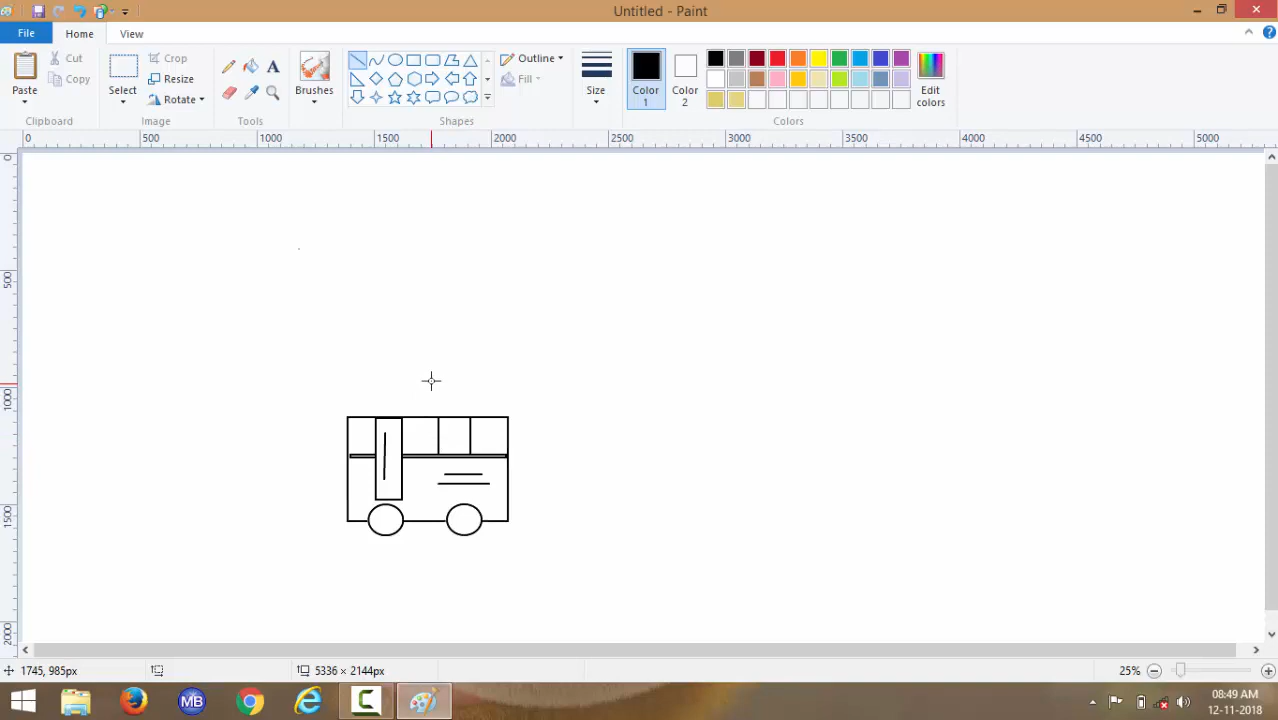 Untitled - Paint
File Home View
Paste
Cut
Copy
Clipboard
Select
Crop
Resize
Rotate
Image
A
Tools
Brushes
Outline
Fill
Shapes
Size
Color 1
Color 2
Edit colors
Colors
0 500 1000 1500 2000 2500 3000 3500 4000 4500 5000
0
500
1000
1500
2000
1745, 985px
5336 × 2144px
25%
MB
C
08:49 AM
12-11-2018